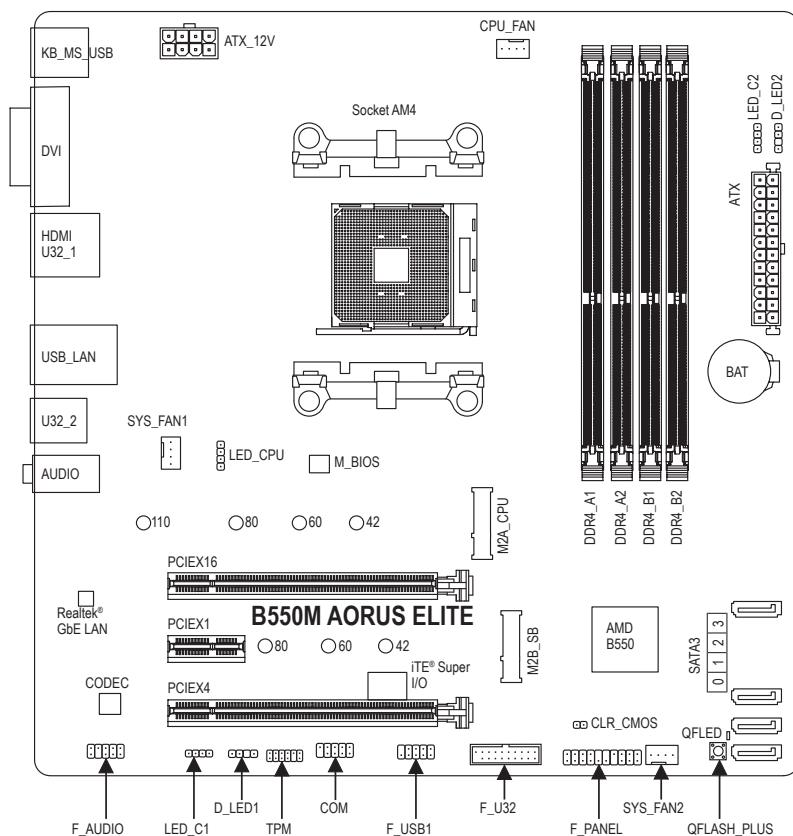 KB_MS_USB
ATX_12V
CPU_FAN
LED_C2
D_LED2
Socket AM4
DVI
ATX
HDMI
U32_1
USB_LAN
BAT
U32_2
SYS_FAN1
LED_CPU
M_BIOS
AUDIO
DDR4_A1
DDR4_A2
DDR4_B1
DDR4_B2
M2A_CPU
110
80
60
42
PCIEX16
Realtek®
GbE LAN
B550M AORUS ELITE
PCIEX1
80
60
42
M2B_SB
AMD
B550
SATA3
3
2
1
0
iTE® Super
I/O
CODEC
PCIEX4
CLR_CMOS
QFLED
F_AUDIO
LED_C1
D_LED1
TPM
COM
F_USB1
F_U32
F_PANEL
SYS_FAN2
QFLASH_PLUS